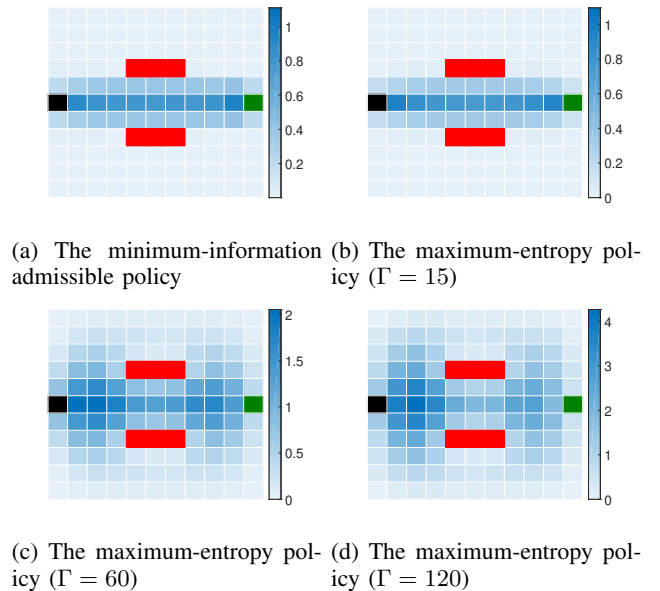 1
0.8
0.6
0.4
0.2
1
0.8
0.6
0.4
0.2
0
(a) The minimum-information
admissible policy
(b) The maximum-entropy pol-
icy (Γ = 15)
2
1.5
1
0.5
0
4
3
2
1
0
(c) The maximum-entropy pol-
icy (Γ = 60)
(d) The maximum-entropy pol-
icy (Γ = 120)